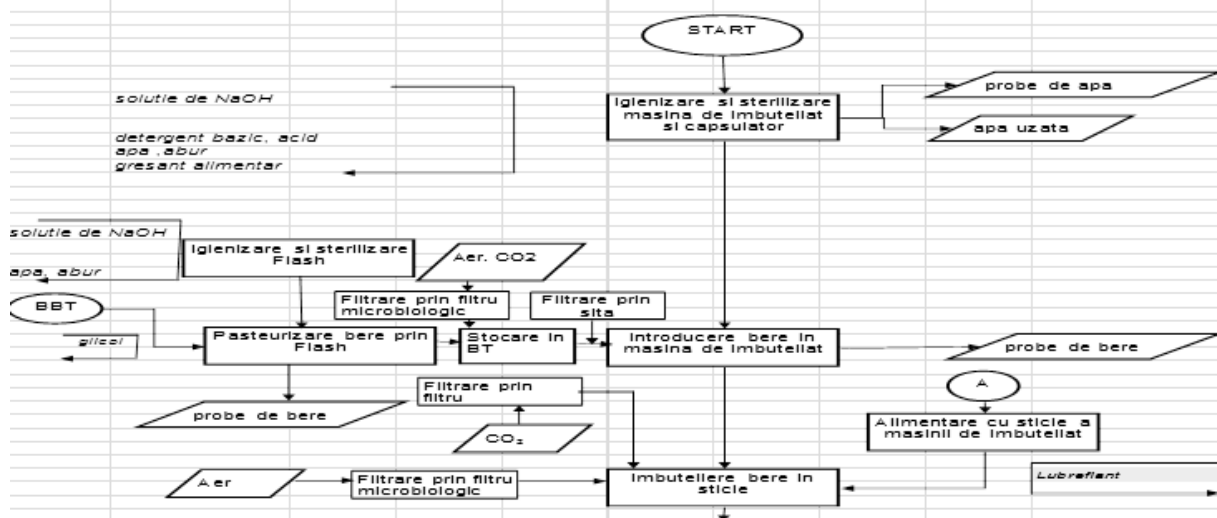 START
solutie de NaOH
detergent bazic, acid
apa ,abur
gresant alimentar
Igienizare si sterilizare
masina de imbuteliat
si capsulator
probe de apa
apa uzata
solutie de NaOH
apa, abur
Igienizare si sterilizare
Flash
Aer. CO2
BBT
Filtrare prin filtru
microbiologic
Filtrare prin
sita
glicol
Pasteurizare bere prin
Flash
Stocare in
BT
Introducere bere in
masina de imbuteliat
probe de bere
probe de bere
Filtrare prin
filtru
CO₂
A
Alimentare cu sticle a
masinii de imbuteliat
Aer
Filtrare prin filtru
microbiologic
Imbuteliere bere in
sticle
Lubrefiant